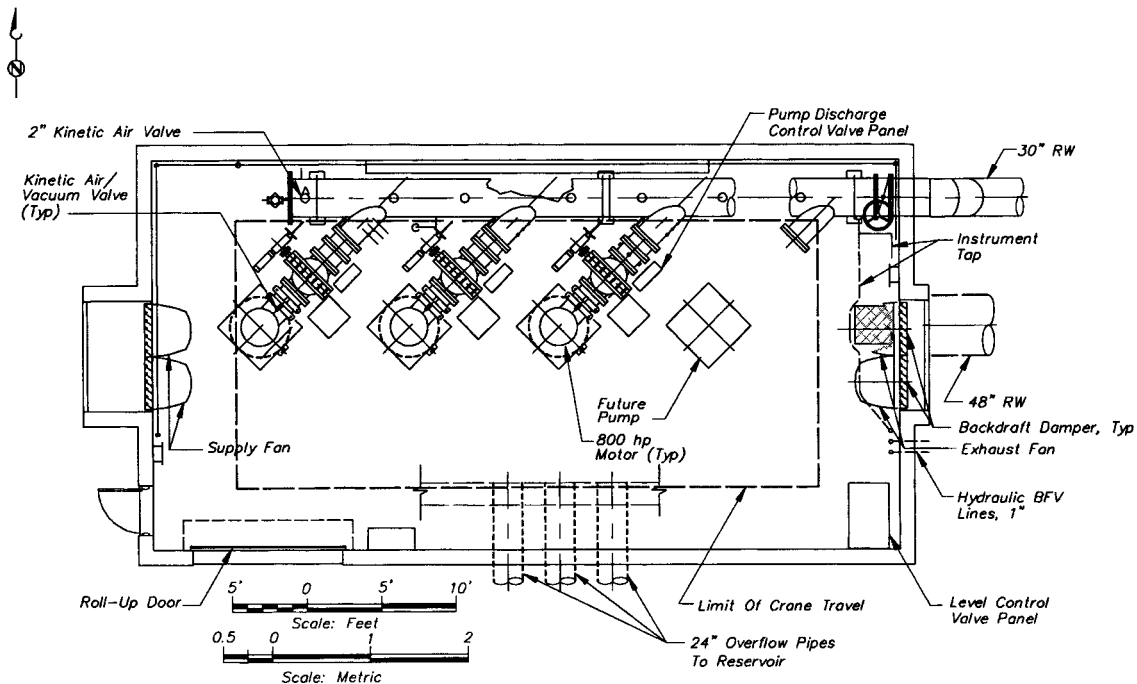 N
2" Kinetic Air Valve
Kinetic Air/
Vacuum Valve
(Typ)
Pump Discharge
Control Valve Panel
30" RW
Instrument
Tap
48" RW
Backdraft Damper, Typ
Exhaust Fan
Hydraulic BFV
Lines, 1"
Supply Fan
Future
Pump
800 hp
Motor (Typ)
Roll-Up Door
Limit Of Crane Travel
Level Control
Valve Panel
24" Overflow Pipes
To Reservoir
5' 0 5' 10'
Scale: Feet
0.5 0 1 2
Scale: Metric